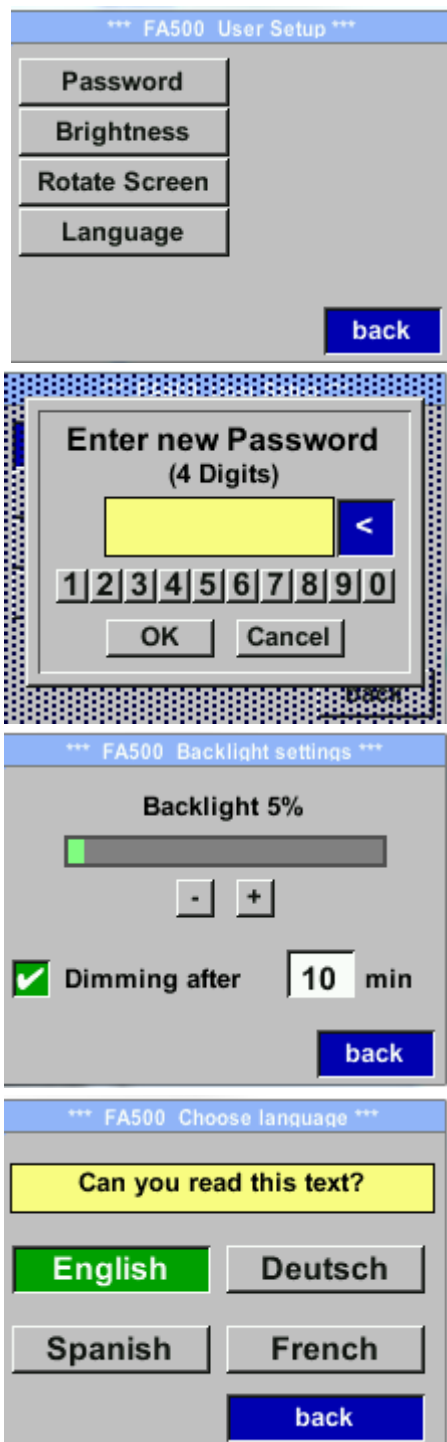 *** FA500 User Setup ***
Password
Brightness
Rotate Screen
Language
back
Enter new Password
(4 Digits)
<
1 2 3 4 5 6 7 8 9 0
OK Cancel
back
*** FA500 Backlight settings ***
Backlight 5%
- +
Dimming after 10 min
back
*** FA500 Choose language ***
Can you read this text?
English Deutsch
Spanish French
back